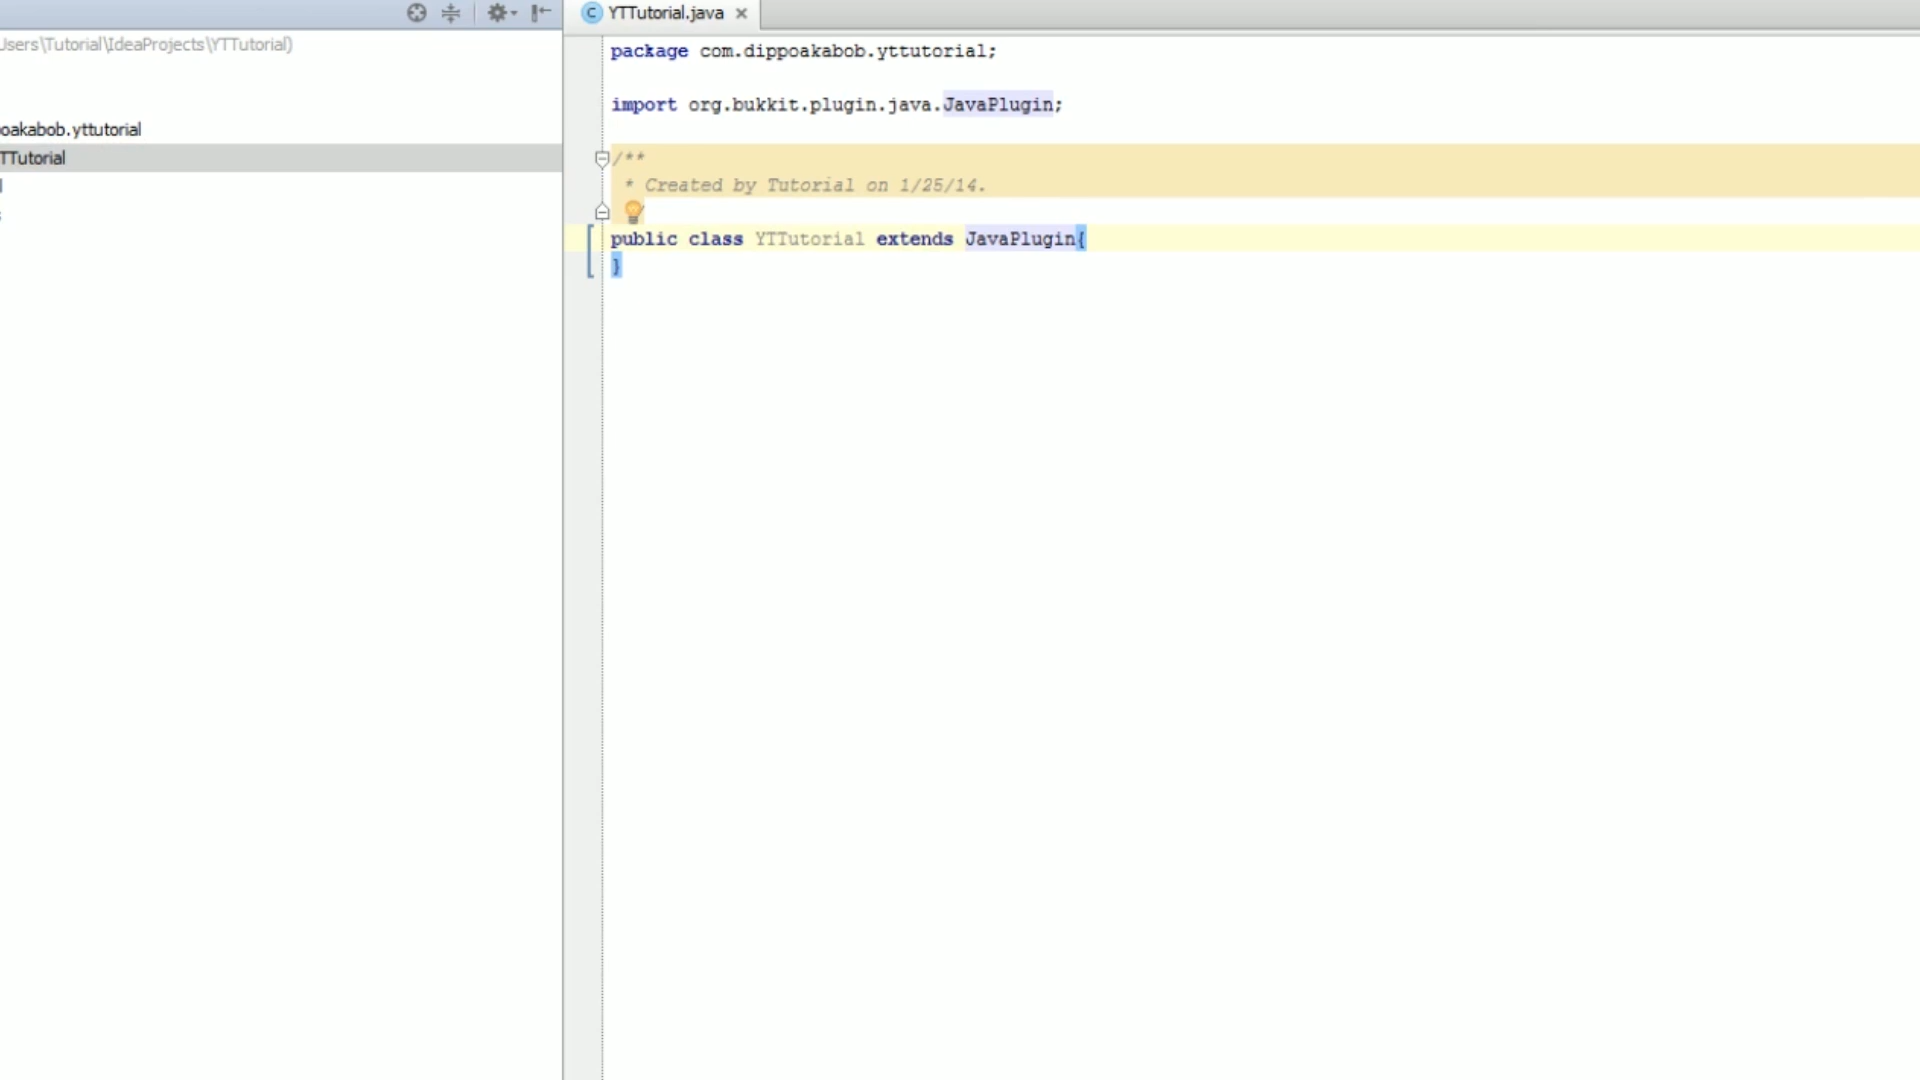 YTTutorial.java
Jsers\Tutorial\IdeaProjects\YTTutorial)
oakabob.yttutorial
TTutorial
package com.dippoakabob.yttutorial;
import org.bukkit.plugin.java.JavaPlugin;
/**
* Created by Tutorial on 1/25/14.
public class YTTutorial extends JavaPlugin{
}